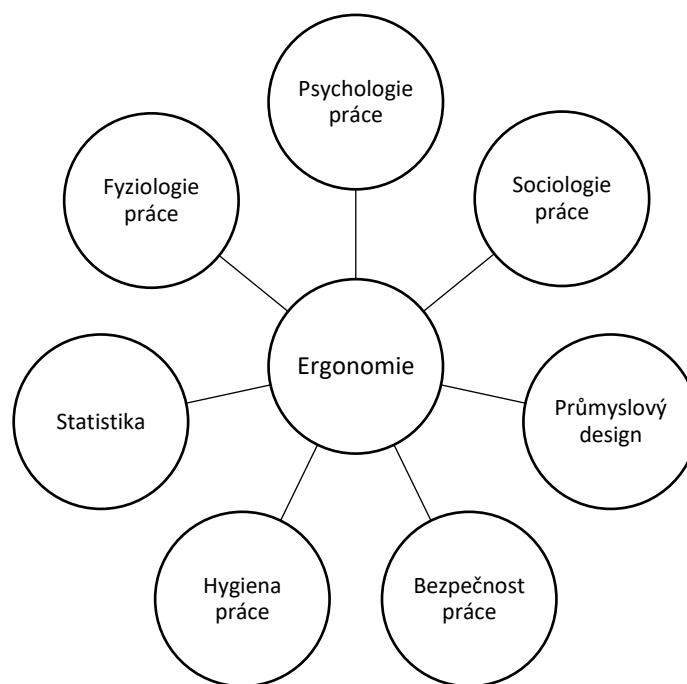 Psychologie
práce
Fyziologie
práce
Sociologie
práce
Ergonomie
Statistika
Průmyslový
design
Hygiena
práce
Bezpečnost
práce